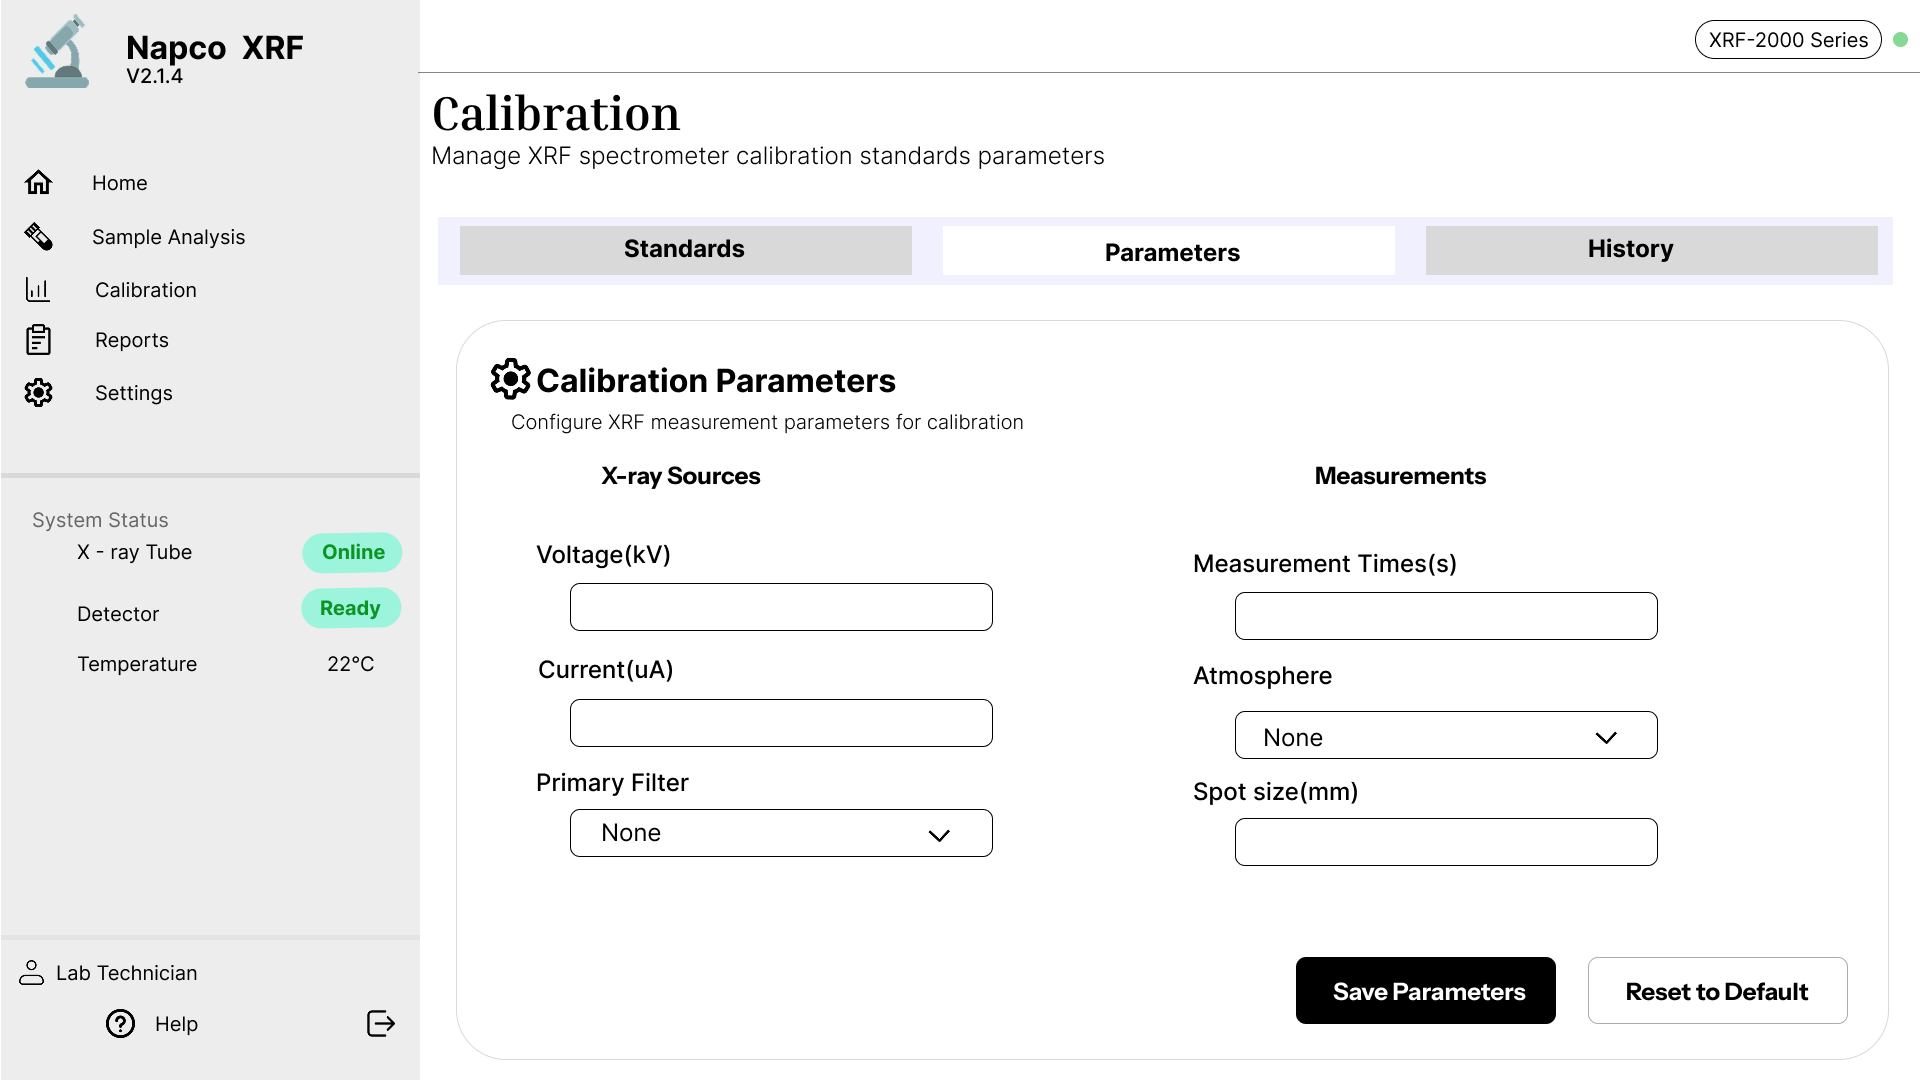 Napco XRF
V2.1.4
Home
Sample Analysis
Calibration
Reports
Settings
System Status
X - ray Tube Online
Detector Ready
Temperature 22°C
Lab Technician
Help
XRF-2000 Series
Calibration
Manage XRF spectrometer calibration standards parameters
Standards Parameters History
Calibration Parameters
Configure XRF measurement parameters for calibration
X-ray Sources
Voltage(kV)
Current(uA)
Primary Filter
None
Measurements
Measurement Times(s)
Atmosphere
None
Spot size(mm)
Save Parameters Reset to Default